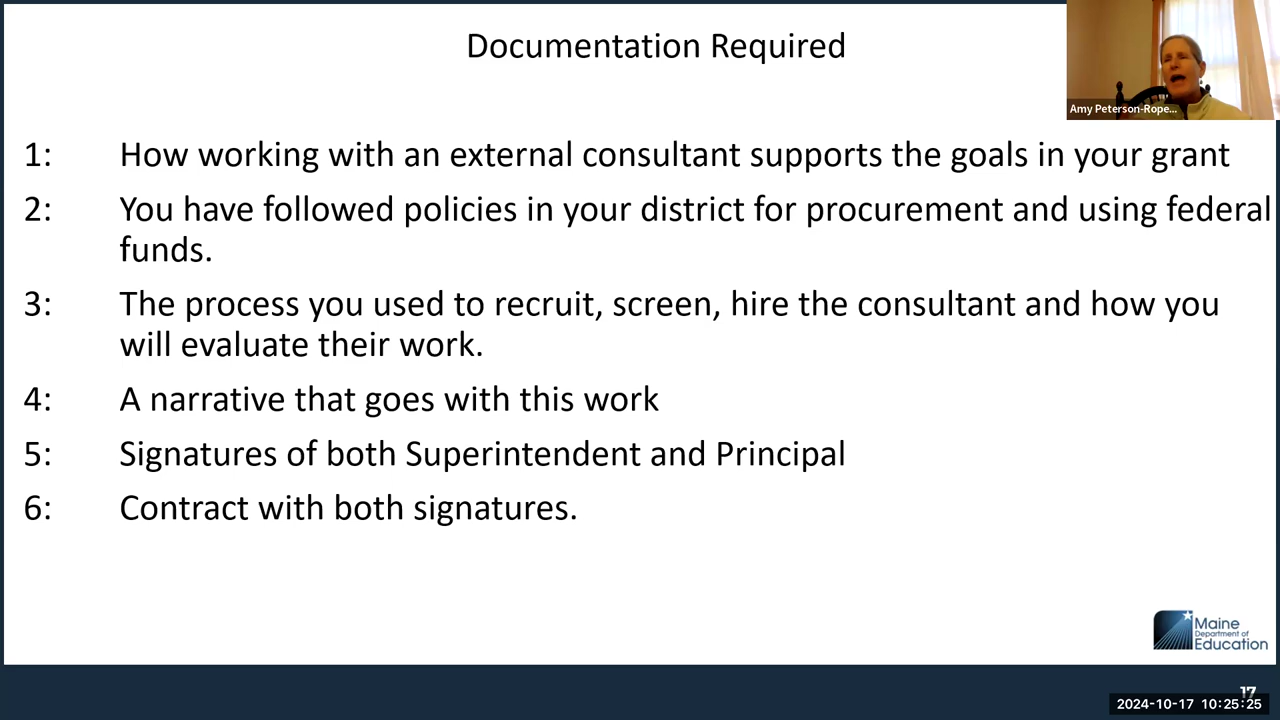 Documentation Required
Amy Peterson-Rope...
1: How working with an external consultant supports the goals in your grant
2: You have followed policies in your district for procurement and using federal
funds.
3: The process you used to recruit, screen, hire the consultant and how you
will evaluate their work.
4: A narrative that goes with this work
5: Signatures of both Superintendent and Principal
6: Contract with both signatures.
Maine
Department of
Education
17
2024-10-17 10:25:25